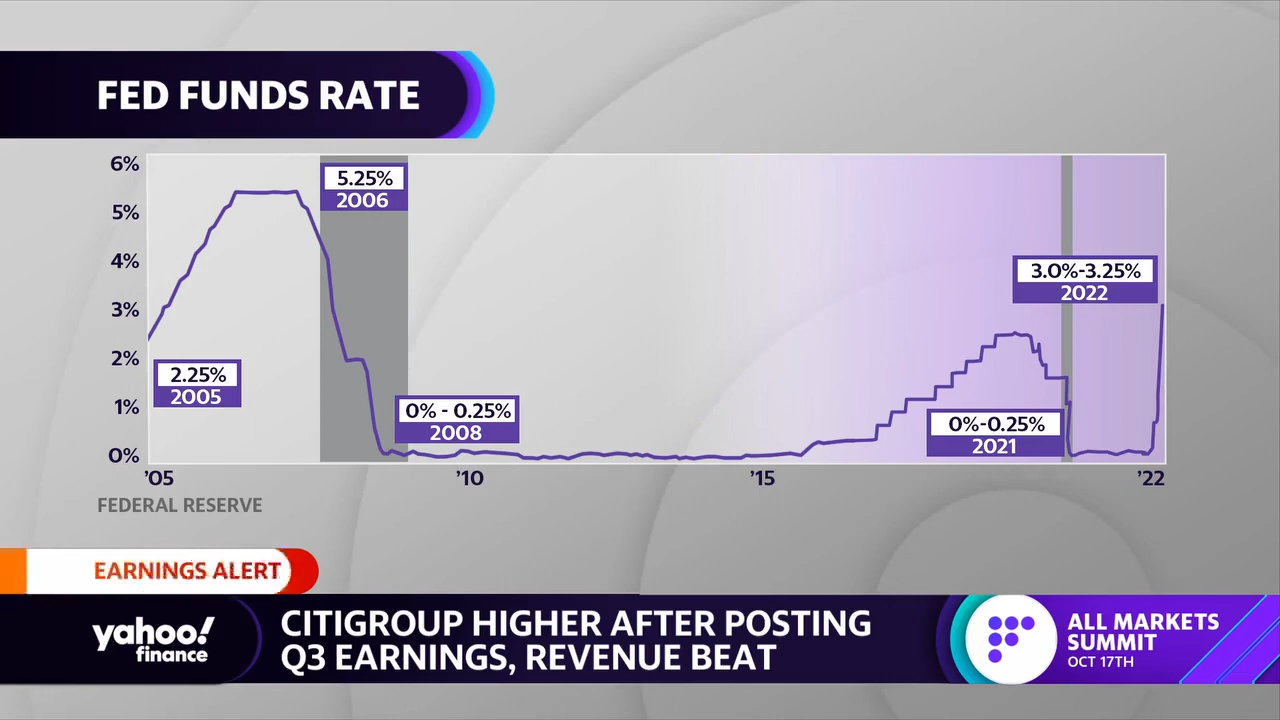 FED FUNDS RATE
6%
5%
4%
3%
2%
1%
0%
5.25%
2006
3.0%-3.25%
2022
2.25%
2005
0% - 0.25%
2008
0%-0.25%
2021
'05
'10
'15
'22
FEDERAL RESERVE
EARNINGS ALERT
yahoo!
finance
CITIGROUP HIGHER AFTER POSTING
Q3 EARNINGS, REVENUE BEAT
ALL MARKETS
SUMMIT
OCT 17TH